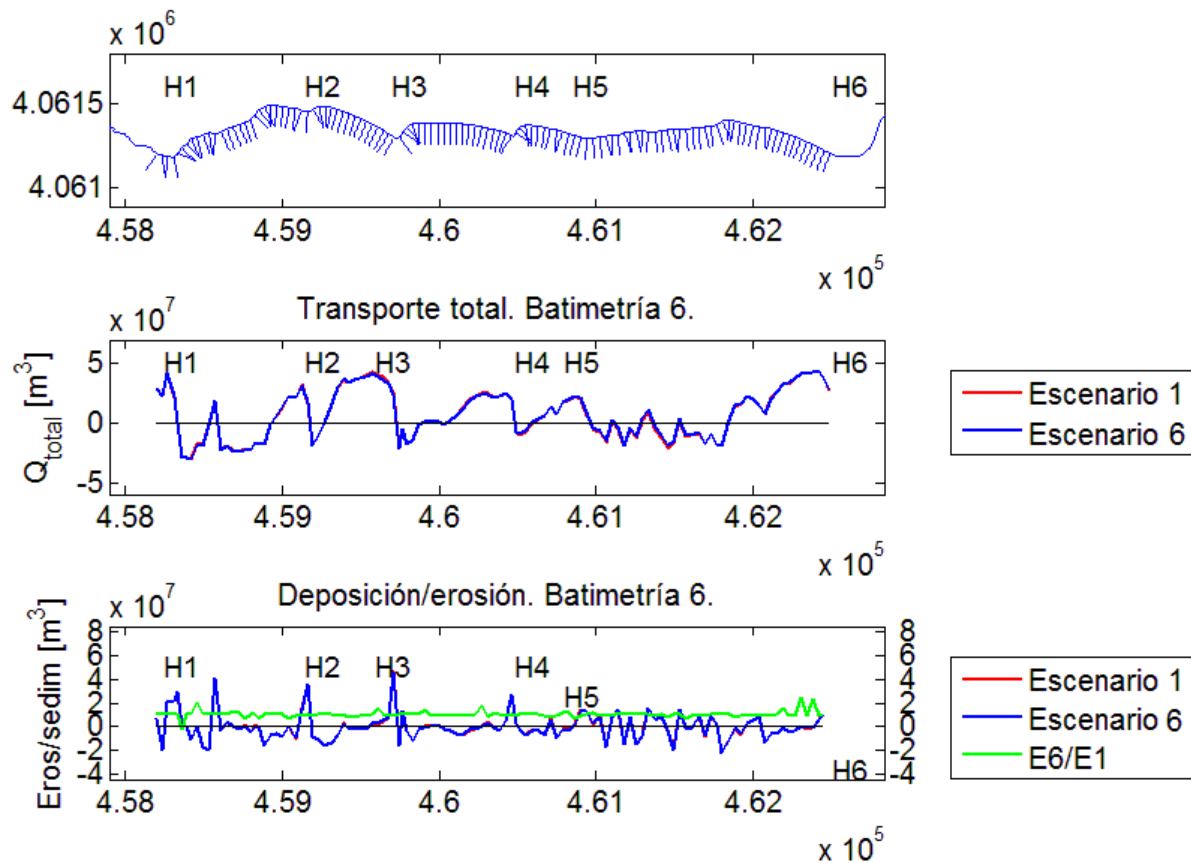 x 10^6
H1 H2 H3 H4 H5 H6
4.0615
4.061
4.58 4.59 4.6 4.61 4.62
x 10^5
Transporte total. Batimetría 6.
x 10^7
H1 H2 H3 H4 H5 H6
Q_total [m^3]
5
0
-5
4.58 4.59 4.6 4.61 4.62
x 10^5
Escenario 1
Escenario 6
Deposición/erosión. Batimetría 6.
x 10^7
Eros/sedim [m^3]
8 8
6 6
H1 H2 H3 H4
4 4
H5
2 2
0 0
-2 -2
-4 H6 -4
4.58 4.59 4.6 4.61 4.62
x 10^5
Escenario 1
Escenario 6
E6/E1